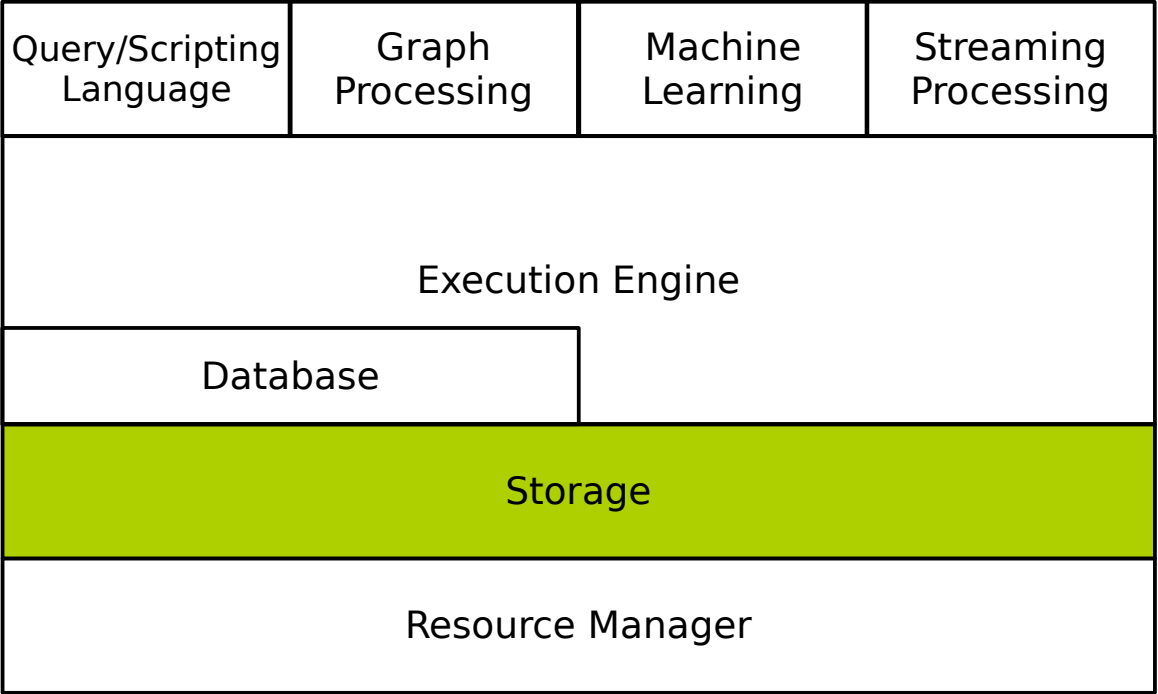 Query/Scripting
Language
Graph
Processing
Machine
Learning
Streaming
Processing
Execution Engine
Database
Storage
Resource Manager